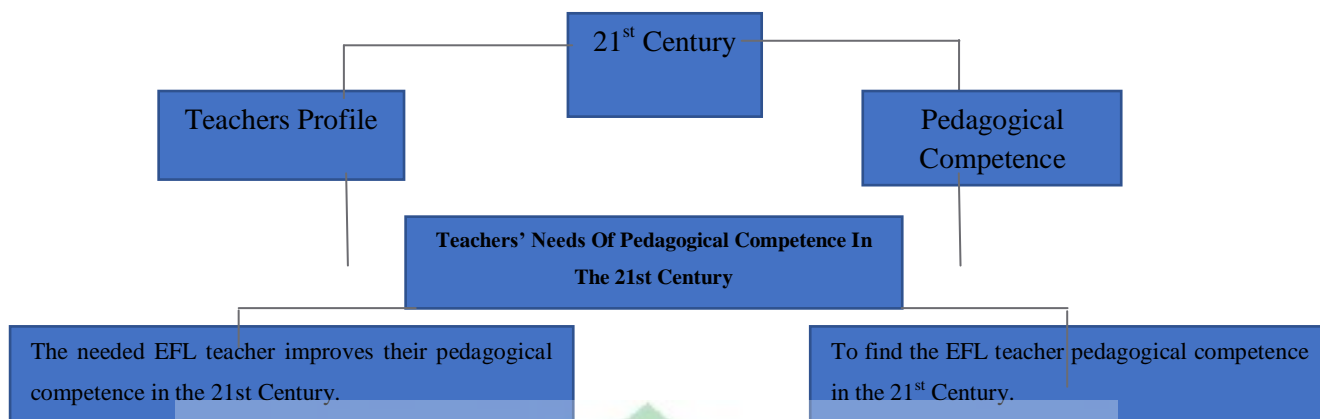 21st Century
Teachers Profile
Pedagogical
Competence
Teachers’ Needs Of Pedagogical Competence In
The 21st Century
The needed EFL teacher improves their pedagogical
competence in the 21st Century.
To find the EFL teacher pedagogical competence
in the 21st Century.